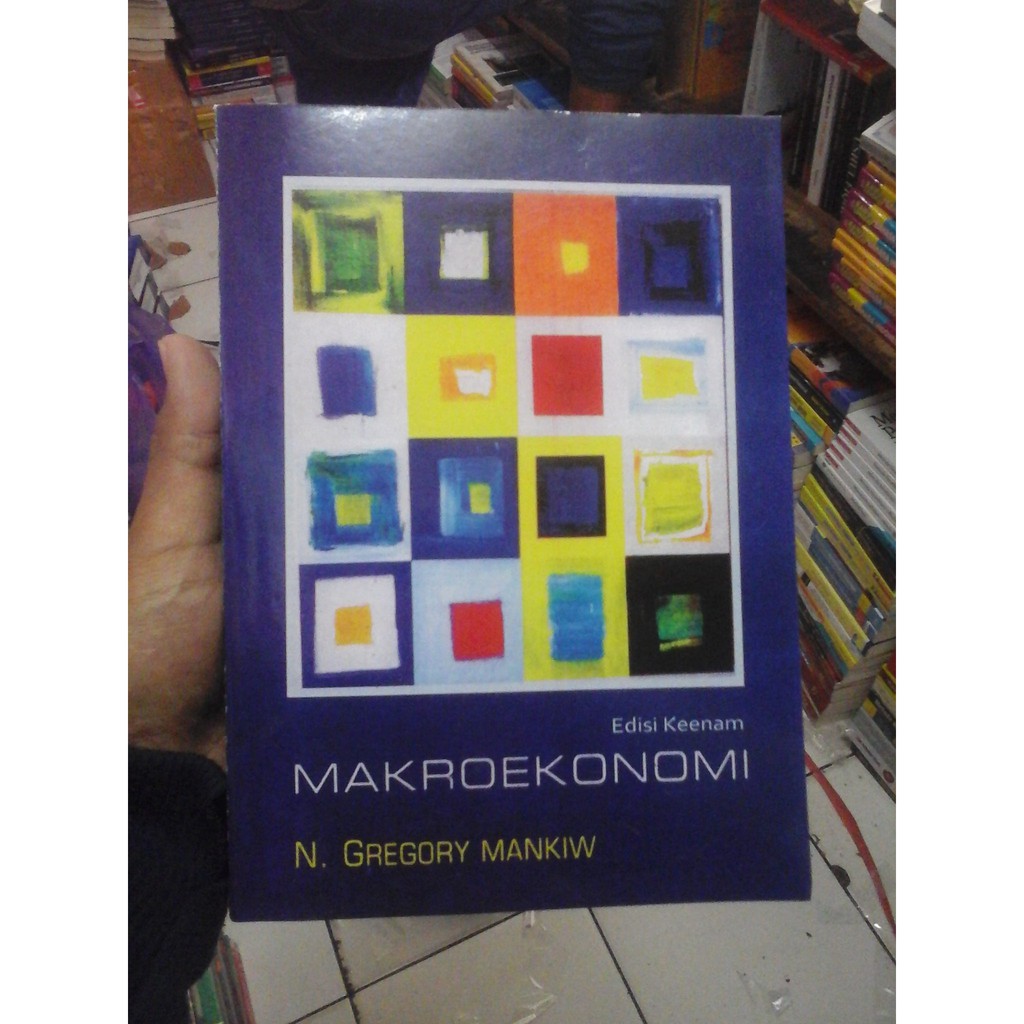 Edisi Keenam
MAKROEKONOMI
N. GREGORY MANKIW